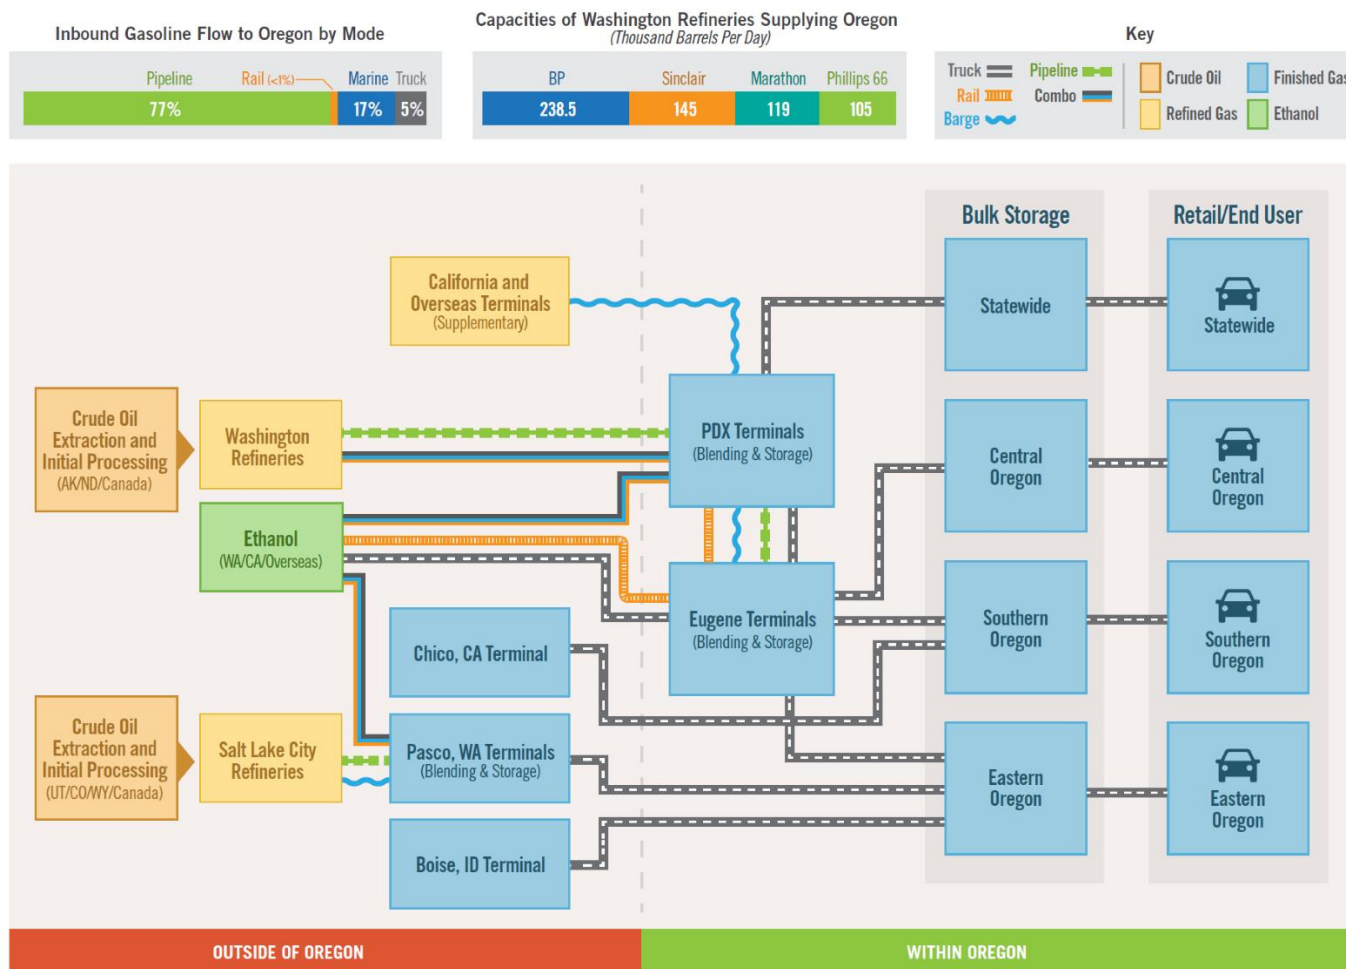 Inbound Gasoline Flow to Oregon by Mode
Pipeline
Rail (<1%)
Marine
Truck
77%
17%
5%
Capacities of Washington Refineries Supplying Oregon
(Thousand Barrels Per Day)
BP
Sinclair
Marathon
Phillips 66
238.5
145
119
105
Key
Truck
Pipeline
Rail
Combo
Barge
Crude Oil
Finished Gas
Refined Gas
Ethanol
Bulk Storage
Retail/End User
California and
Overseas Terminals
(Supplementary)
Statewide
Statewide
Crude Oil
Extraction and
Initial Processing
(AK/ND/Canada)
Washington
Refineries
PDX Terminals
(Blending & Storage)
Central
Oregon
Central
Oregon
Ethanol
(WA/CA/Overseas)
Chico, CA Terminal
Eugene Terminals
(Blending & Storage)
Southern
Oregon
Southern
Oregon
Crude Oil
Extraction and
Initial Processing
(UT/CO/WY/Canada)
Salt Lake City
Refineries
Pasco, WA Terminals
(Blending & Storage)
Eastern
Oregon
Eastern
Oregon
Boise, ID Terminal
OUTSIDE OF OREGON
WITHIN OREGON